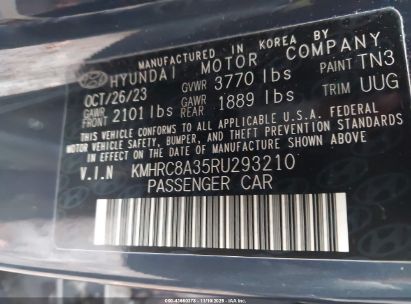 MANUFACTURED IN KOREA BY
HYUNDAI MOTOR COMPANY
OCT/26/23 GVWR 3770 lbs PAINT TN3
GAWR FRONT 2101 lbs GAWR REAR 1889 lbs TRIM UUG
THIS VEHICLE CONFORMS TO ALL APPLICABLE U.S.A FEDERAL
MOTOR VEHICLE SAFETY, BUMPER, AND THEFT PREVENTION
STANDARDS IN EFFECT ON THE DATE OF MANUFACTURE SHOWN ABOVE.
V.I.N KMHRC8A35RU293210
PASSENGER CAR